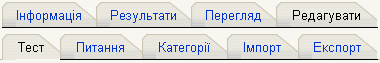 Інформація Результати Перегляд Редагувати
Тест Питання Категорії Імпорт Експорт